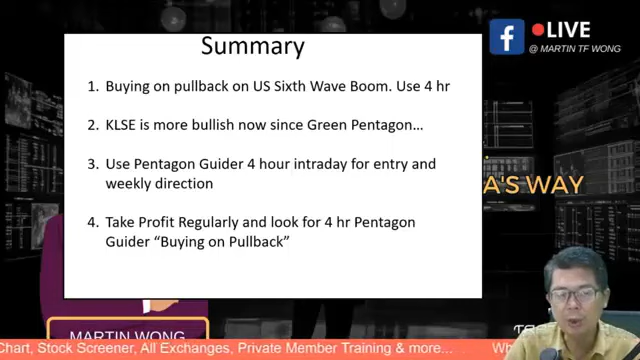 Summary
LIVE
@ MARTIN TF WONG
1. Buying on pullback on US Sixth Wave Boom. Use 4 hr
2. KLSE is more bullish now since Green Pentagon...
3. Use Pentagon Guider 4 hour intraday for entry and
weekly direction
A'S WAY
4. Take Profit Regularly and look for 4 hr Pentagon
Guider “Buying on Pullback”
MARTIN WONG
Chart, Stock Screener, All Exchanges, Private Member Training & more...